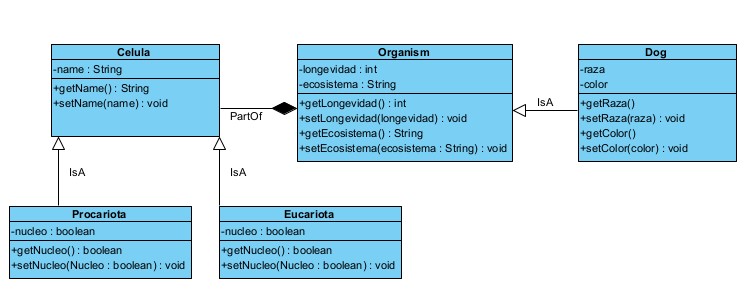 Celula
-name : String
+getName() : String
+setName(name) : void
PartOf
Organism
-longevidad : int
-ecosistema : String
+getLongevidad() : int
+setLongevidad(longevidad) : void
+getEcosistema() : String
+setEcosistema(ecosistema : String) : void
IsA
Dog
-raza
-color
+getRaza()
+setRaza(raza) : void
+getColor()
+setColor(color) : void
IsA
IsA
Procariota
-nucleo : boolean
+getNucleo() : boolean
+setNucleo(Nucleo : boolean) : void
Eucariota
-nucleo : boolean
+getNucleo() : boolean
+setNucleo(Nucleo : boolean) : void